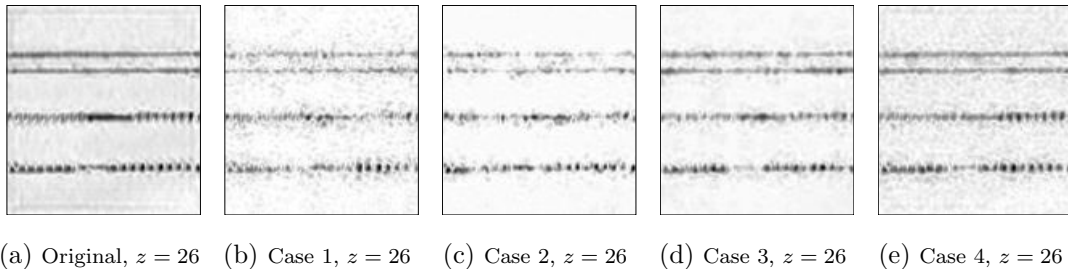 (a) Original, z = 26 (b) Case 1, z = 26 (c) Case 2, z = 26 (d) Case 3, z = 26 (e) Case 4, z = 26